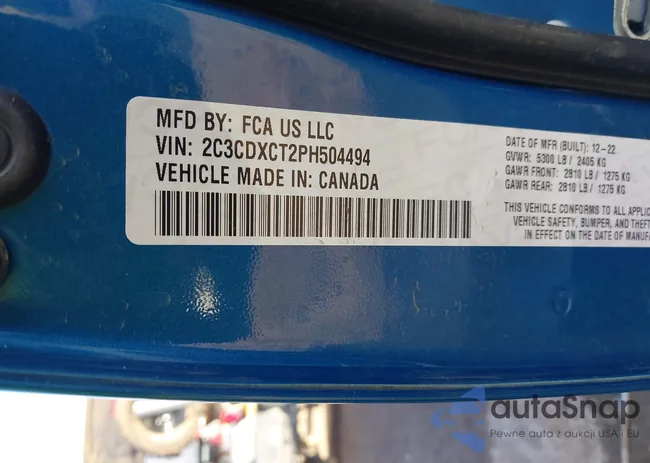 MFD BY: FCA US LLC
VIN: 2C3CDXCT2PH504494
VEHICLE MADE IN: CANADA
DATE OF MFR (BUILT): 12-22
GVWR: 5300 LB / 2405 KG
GAWR FRONT: 2810 LB / 1275 KG
GAWR REAR: 2810 LB / 1275 KG
THIS VEHICLE CONFORMS TO ALL APPLIC
VEHICLE SAFETY, BUMPER, AND THEFT
IN EFFECT ON THE DATE OF MANUFA
autaSnap
Pewne auta z aukcji USA i EU